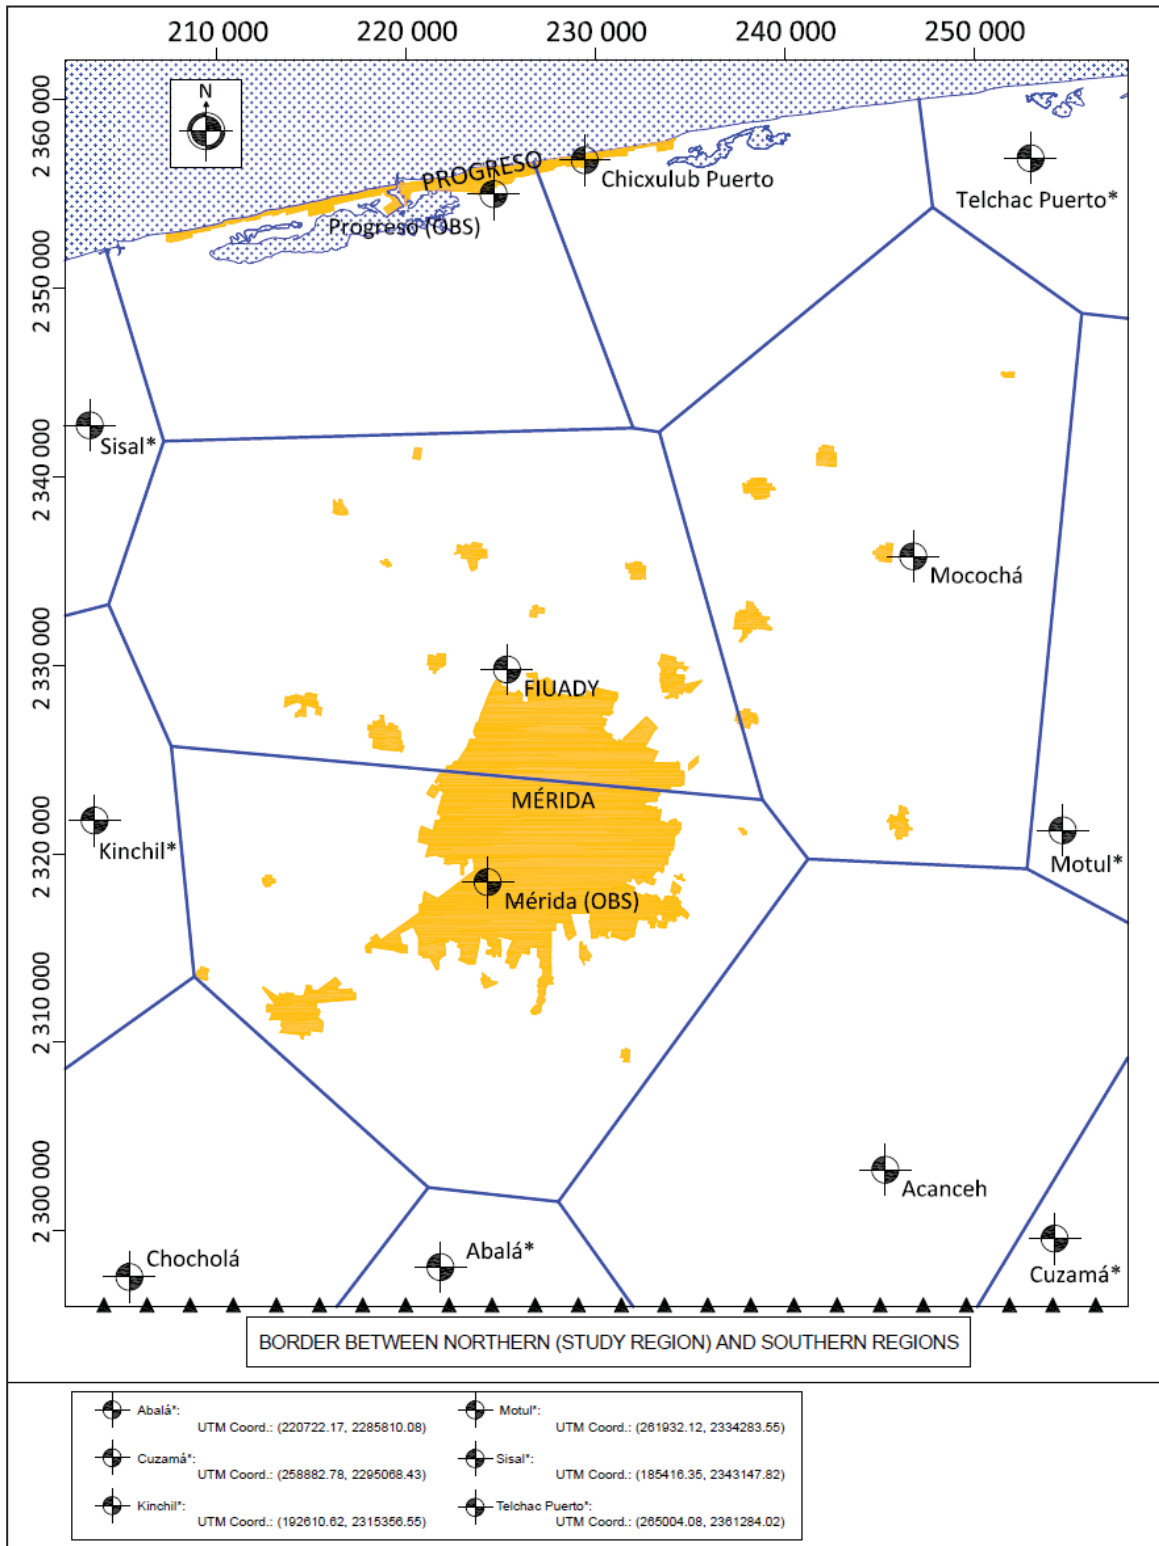 210 000 220 000 230 000 240 000 250 000
2 360 000
2 350 000
2 340 000
2 330 000
2 320 000
2 310 000
2 300 000
N
PROGRESO
Chicxulub Puerto
Telchac Puerto*
Progreso (OBS)
Sisal*
Mocochá
FIUADY
MÉRIDA
Kinchil*
Motul*
Mérida (OBS)
Acanceh
Chocholá
Abalá*
Cuzamá*
BORDER BETWEEN NORTHERN (STUDY REGION) AND SOUTHERN REGIONS
Abalá*:
UTM Coord.: (220722.17, 2285810.08)
Cuzamá*:
UTM Coord.: (258882.78, 2295068.43)
Kinchil*:
UTM Coord.: (192610.62, 2315356.55)
Motul*:
UTM Coord.: (261932.12, 2334283.55)
Sisal*:
UTM Coord.: (185416.35, 2343147.82)
Telchac Puerto*:
UTM Coord.: (265004.08, 2361284.02)